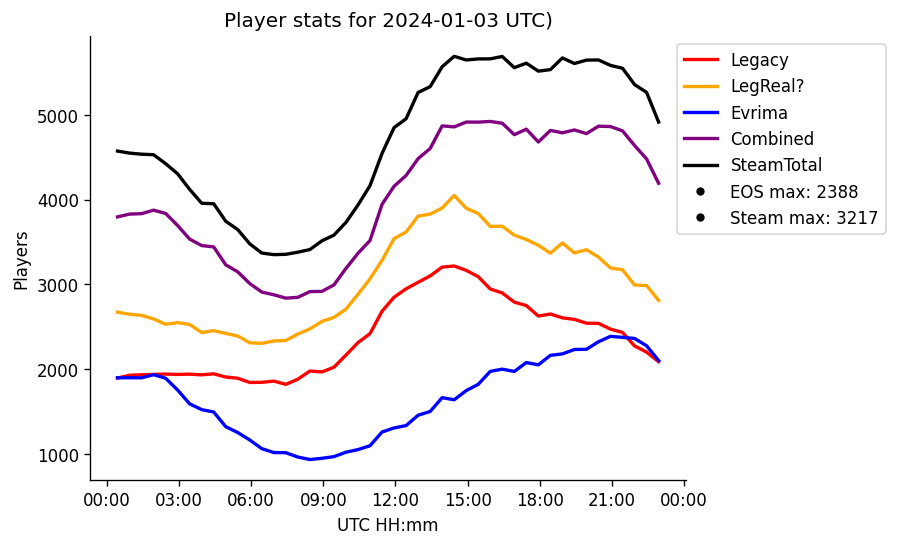 Player stats for 2024-01-03 UTC)
Legacy
LegReal?
Evrima
Combined
SteamTotal
EOS max: 2388
Steam max: 3217
Players
5000
4000
3000
2000
1000
00:00 03:00 06:00 09:00 12:00 15:00 18:00 21:00 00:00
UTC HH:mm